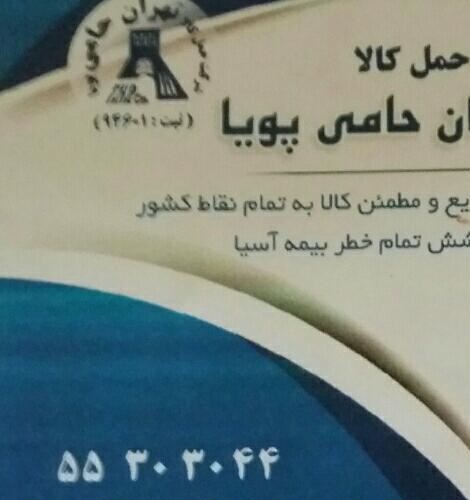 تهران حامی پویا
(ثبت : ۹۴۶۰۱)
حمل کالا
ان حامی پویا
یع و مطمئن کالا به تمام نقاط کشور
شش تمام خطر بیمه آسیا
۵۵ ۳۰ ۳۰ ۴۴